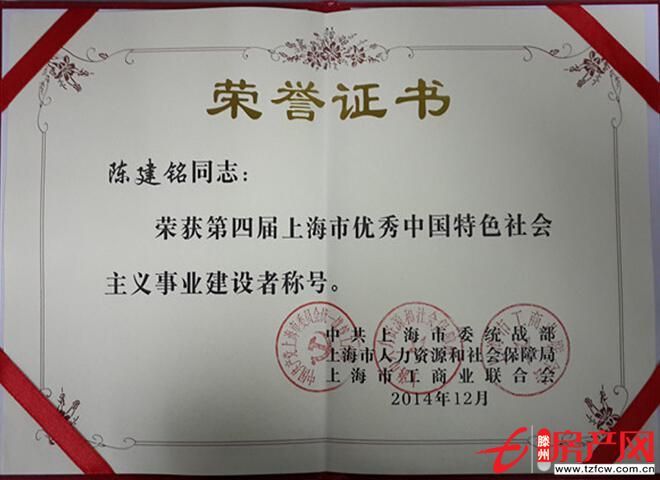 荣誉证书
陈建铭同志：
荣获第四届上海市优秀中国特色社会
主义事业建设者称号。
中共上海市委统战部
上海市人力资源和社会保障局
上海市工商业联合会
2014年12月
滕州
房产网
www.tzfcw.com.cn